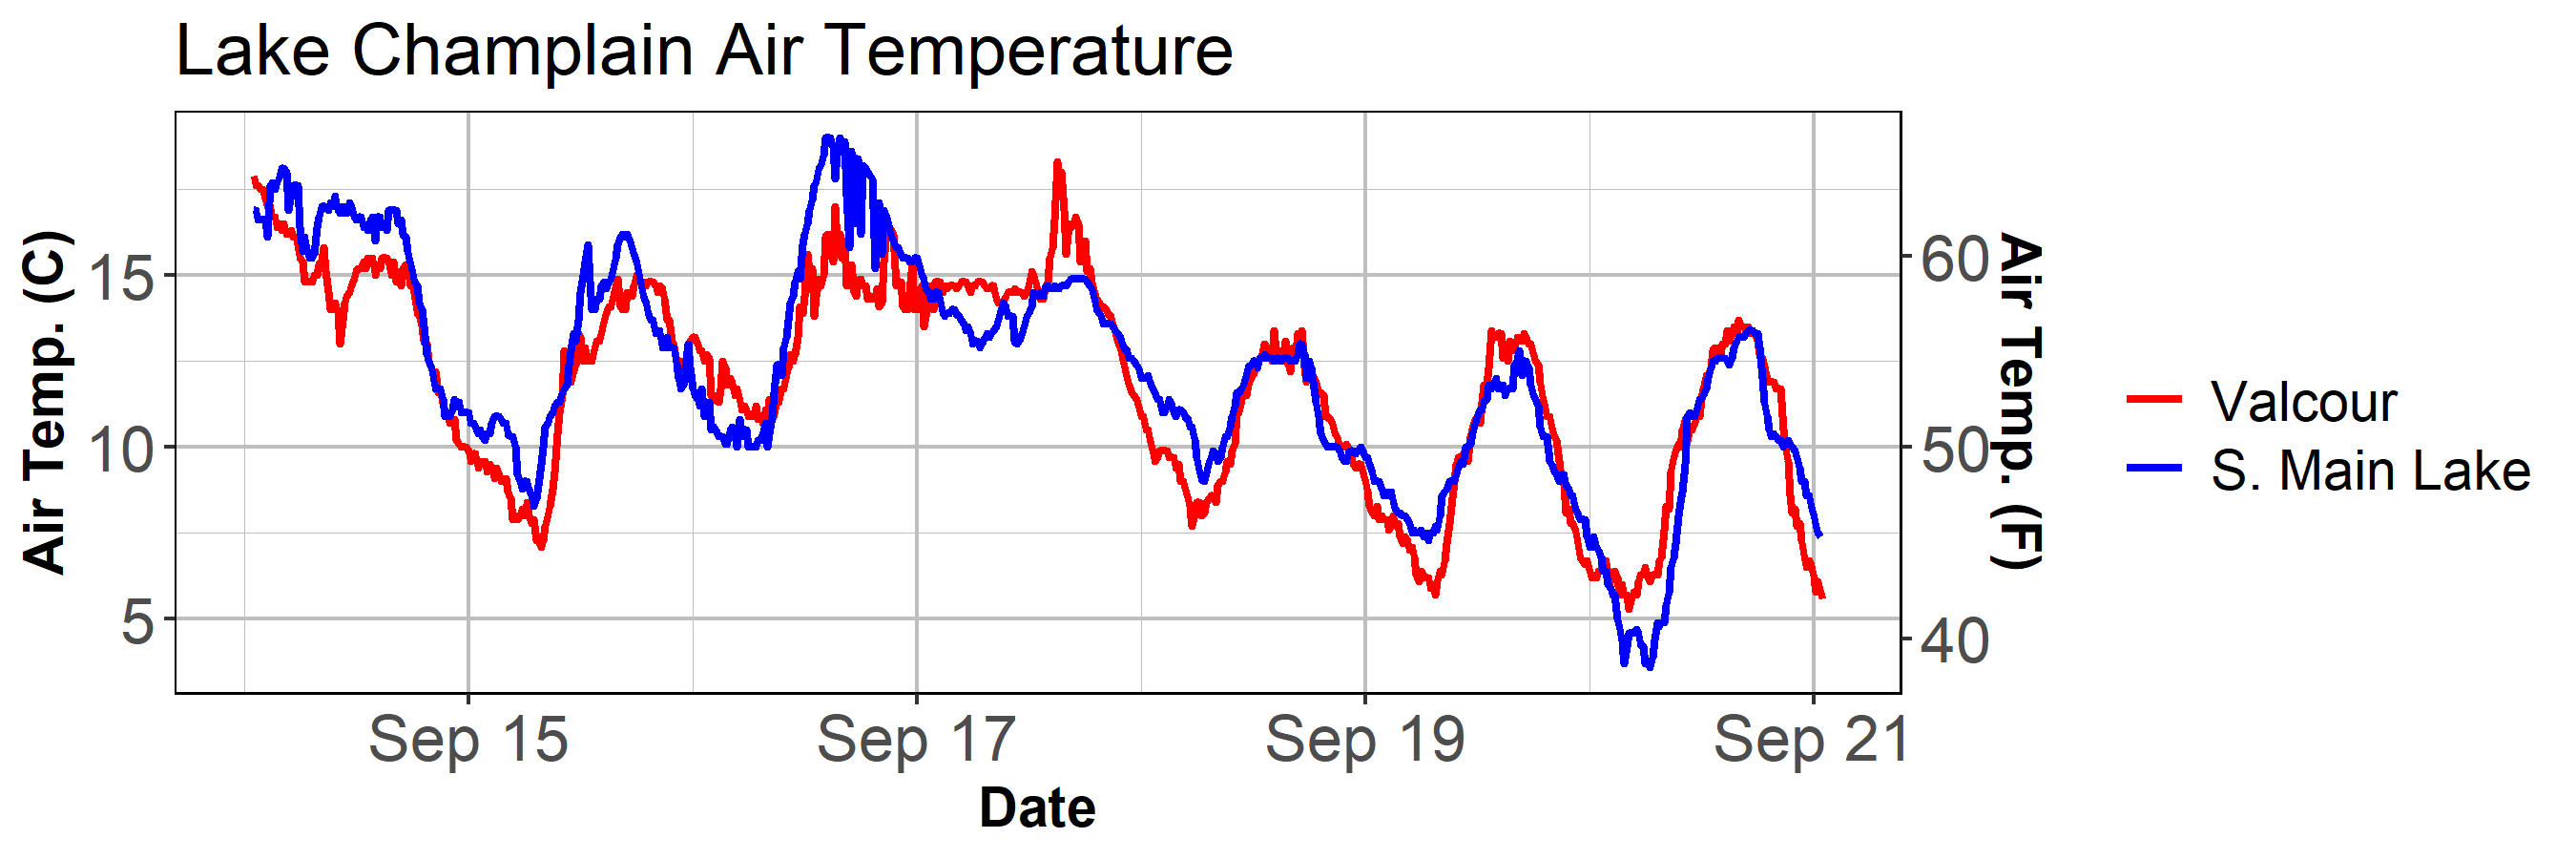 Lake Champlain Air Temperature
Air Temp. (C)
15
10
5
60
50
40
Air Temp. (F)
Sep 15
Sep 17
Sep 19
Sep 21
Date
Valcour
S. Main Lake